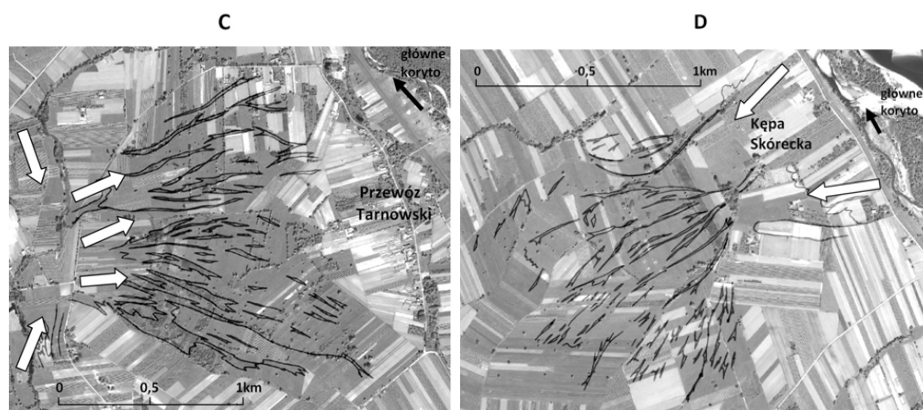 C
D
główne
koryto
Przewóz
Tarnowski
0
0,5
1km
0
0,5
1km
główne
koryto
Kępa
Skórecka